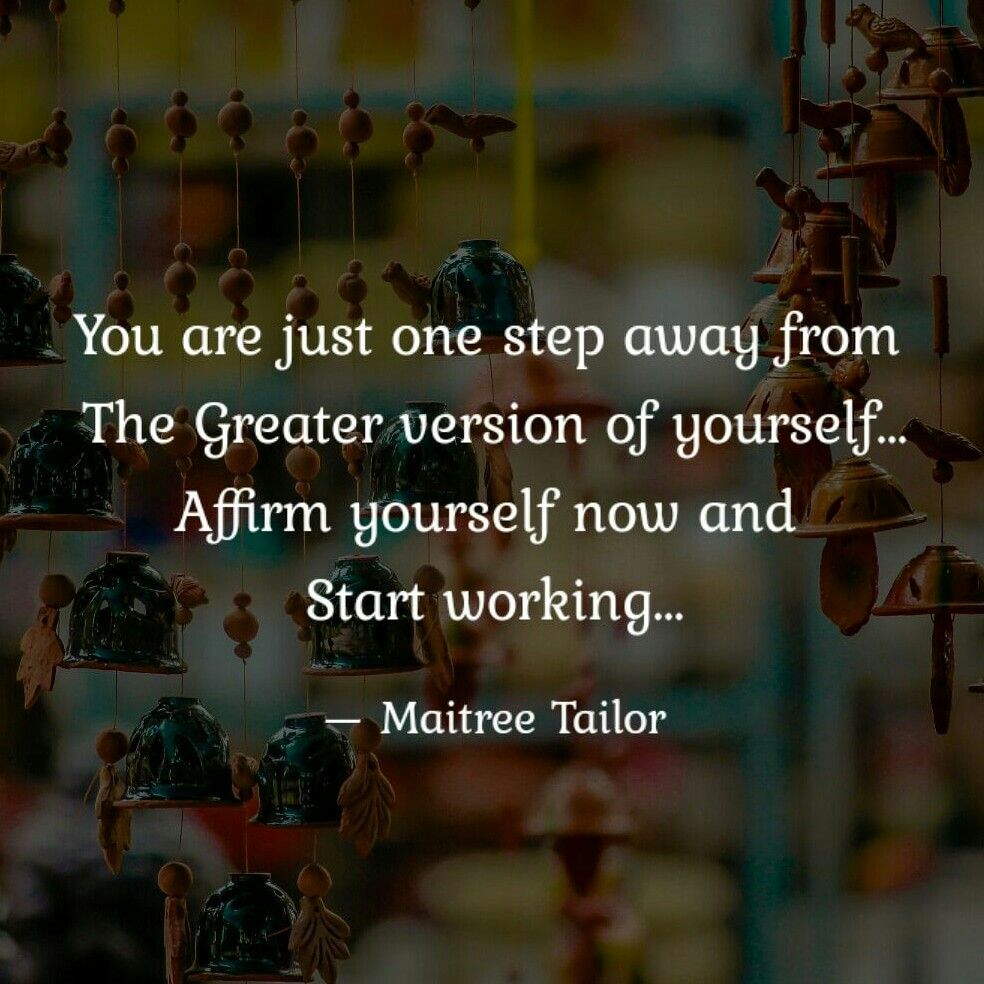 You are just one step away from
The Greater version of yourself...
Affirm yourself now and
Start working...
— Maitree Tailor